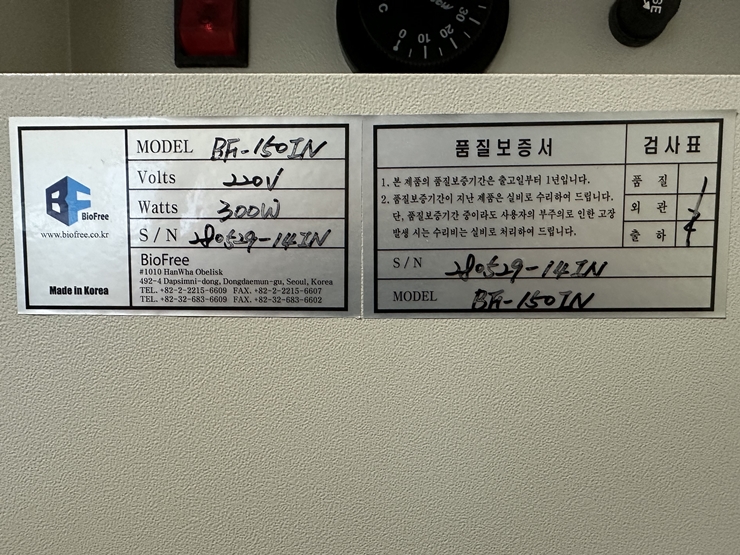 C
0
10
20
30
SE
BF BioFree
www.biofree.co.kr
Made in Korea
MODEL BFI-150IN
Volts 220V
Watts 300W
S / N 280529-14IN
BioFree
#1010 HanWha Obelisk
492-4 Dapsimni-dong, Dongdaemun-gu, Seoul, Korea
TEL. +82-2-2215-6609 FAX. +82-2-2215-6607
TEL. +82-32-683-6609 FAX. +82-32-683-6602
품질보증서
1. 본 제품의 품질보증기간은 출고일부터 1년입니다.
2. 품질보증기간이 지난 제품은 실비로 수리하여 드립니다.
단, 품질보증기간 중이라도 사용자의 부주의로 인한 고장
발생 시는 수리비는 실비로 처리하여 드립니다.
검사표
품 질
외 관
출 하
S / N 280529-14IN
MODEL BFI-150IN